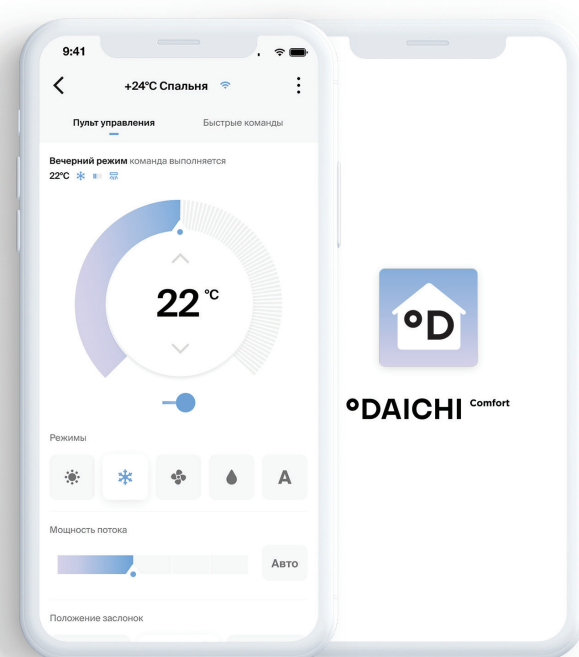 9:41
+24°C Спальня
Пульт управления
Быстрые команды
Вечерний режим команда выполняется
22°C
22 °C
Режимы
A
Мощность потока
Авто
Положение заслонок
°D
°DAICHI Comfort